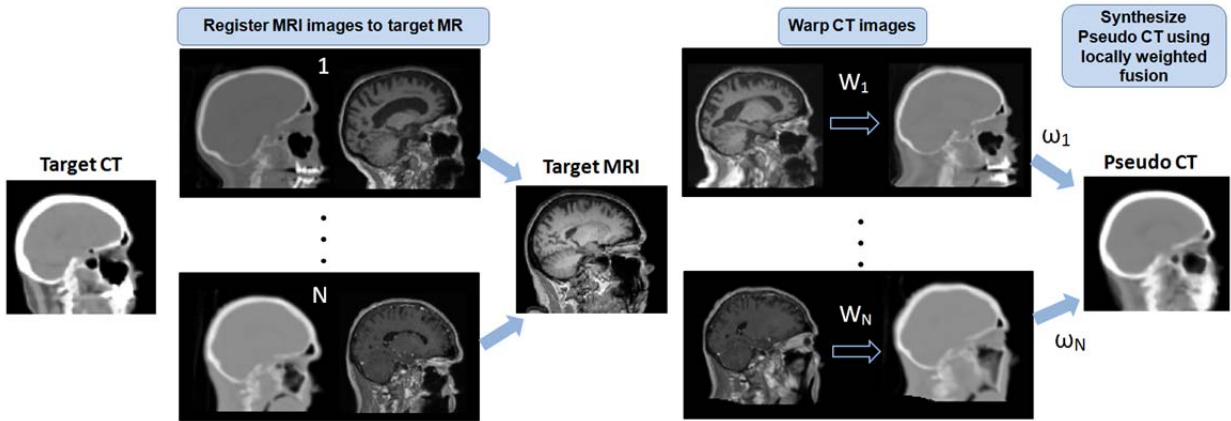 Register MRI images to target MR
Warp CT images
Synthesize
Pseudo CT using
locally weighted
fusion
1
W1
ω1
Target CT
Target MRI
Pseudo CT
N
WN
ωN